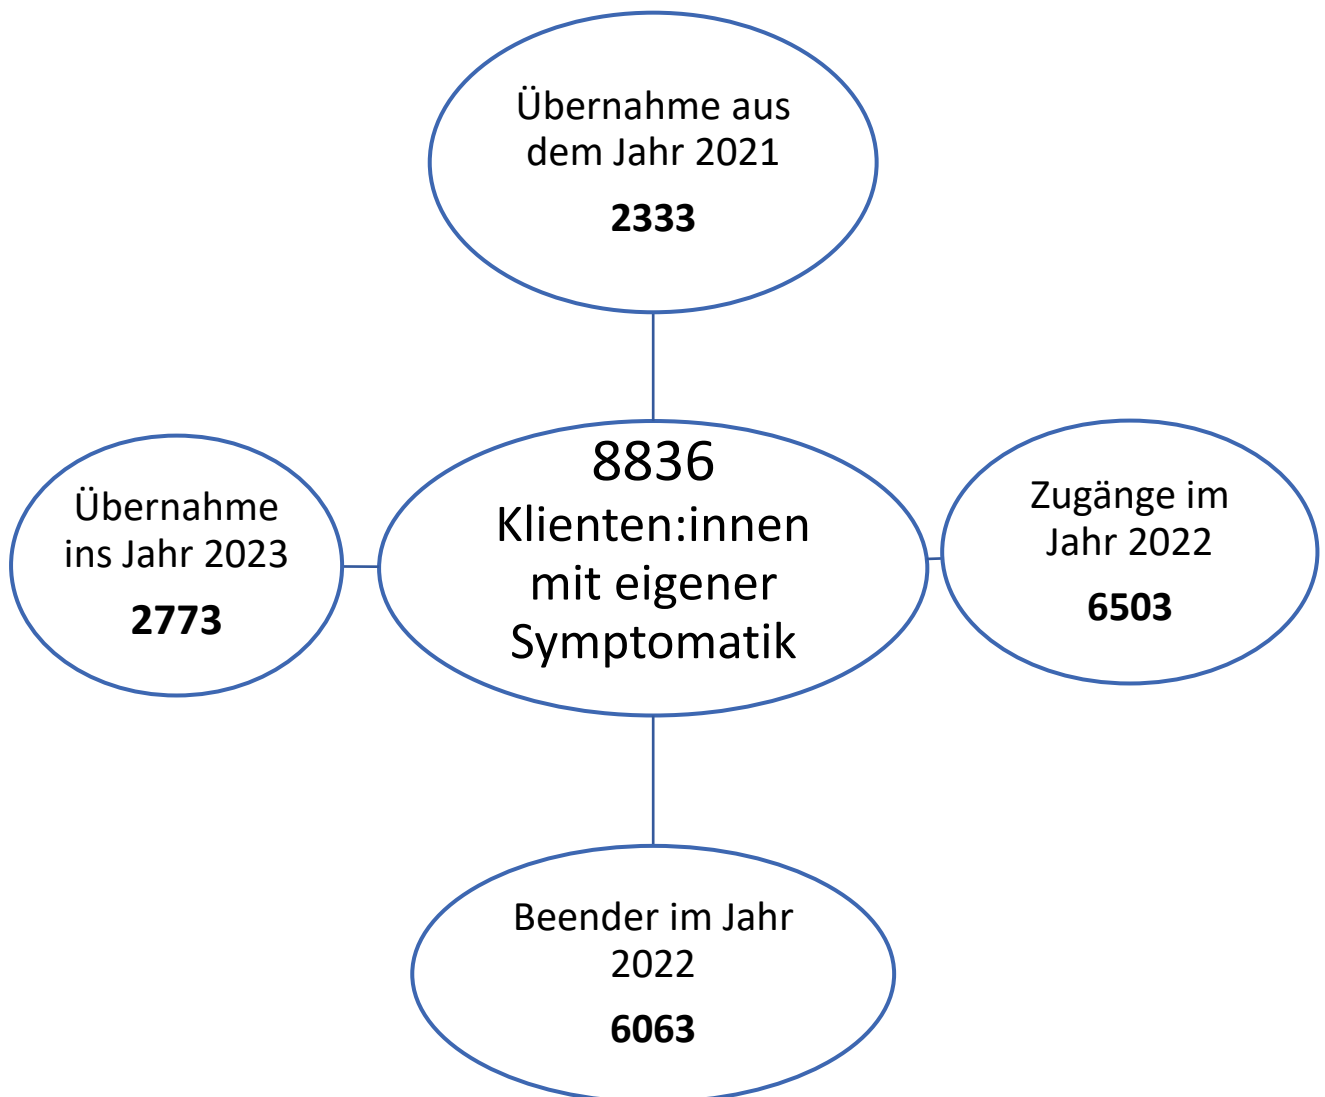 Übernahme aus
dem Jahr 2021
2333
8836
Klienten:innen
mit eigener
Symptomatik
Übernahme
ins Jahr 2023
2773
Zugänge im
Jahr 2022
6503
Beender im Jahr
2022
6063